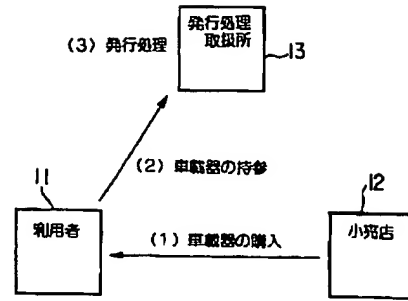 発行処理
取扱所
13
(3) 発行処理
(2) 車載器の持参
11
利用者
12
小売店
(1) 車載器の購入